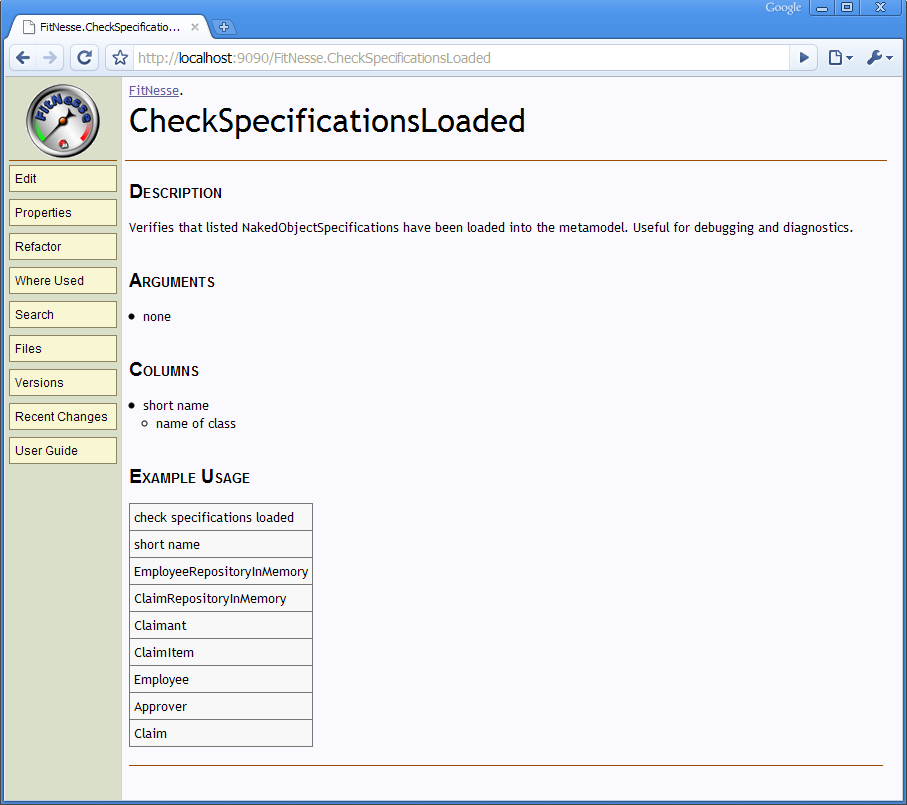 Google
FitNesse.CheckSpecificatio...
http://localhost:9090/FitNesse.CheckSpecificationsLoaded
FitNesse
FitNesse.
CheckSpecificationsLoaded
Edit
Properties
Refactor
Where Used
Search
Files
Versions
Recent Changes
User Guide
Description
Verifies that listed NakedObjectSpecifications have been loaded into the metamodel. Useful for debugging and diagnostics.
Arguments
none
Columns
short name
name of class
Example Usage
check specifications loaded
short name
EmployeeRepositoryInMemory
ClaimRepositoryInMemory
Claimant
ClaimItem
Employee
Approver
Claim